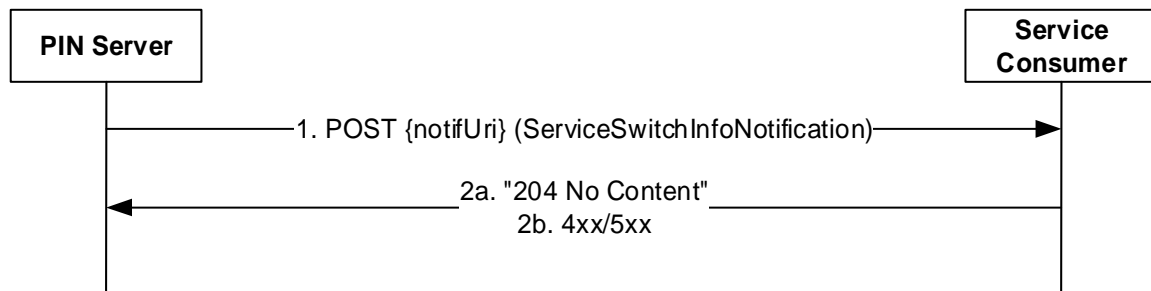 PIN Server
Service
Consumer
1. POST {notifUri} (ServiceSwitchInfoNotification)
2a. "204 No Content"
2b. 4xx/5xx